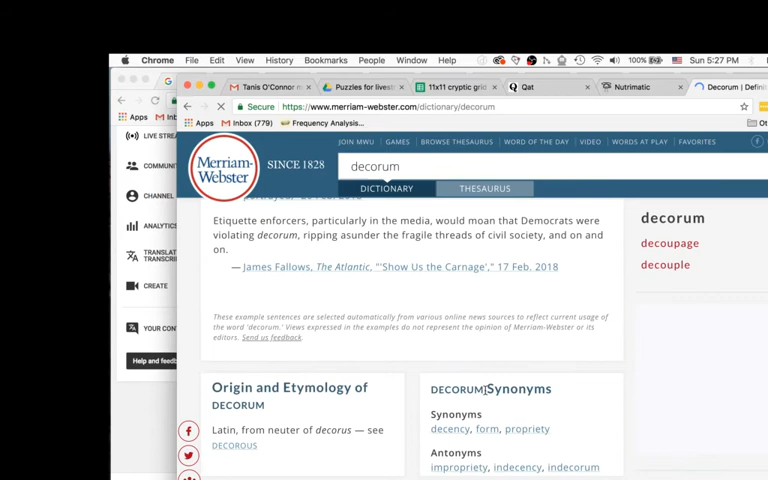 Chrome File Edit View History Bookmarks People Window Help 100% Sun 5:27 PM
Tanis O'Connor m Puzzles for livest 11x11 cryptic grid Qat Nutrimatic Decorum | Defini
Secure https://www.merriam-webster.com/dictionary/decorum
Apps Inbox (779) Frequency Analysis...
Apps
LIVE STREA
COMMUNI
CHANNEL
ANALYTICS
TRANSLAT
TRANSCRI
CREATE
YOUR CON
Help and feedb
JOIN MWU GAMES BROWSE THESAURUS WORD OF THE DAY VIDEO WORDS AT PLAY FAVORITES
Merriam-
Webster
SINCE 1828
decorum
DICTIONARY THESAURUS
Etiquette enforcers, particularly in the media, would moan that Democrats were
violating decorum, ripping asunder the fragile threads of civil society, and on and
on.
— James Fallows, The Atlantic, "'Show Us the Carnage'," 17 Feb. 2018
These example sentences are selected automatically from various online news sources to reflect current usage of
the word 'decorum.' Views expressed in the examples do not represent the opinion of Merriam-Webster or its
editors. Send us feedback.
decorum
decoupage
decouple
Origin and Etymology of
DECORUM
Latin, from neuter of decorus — see
DECOROUS
DECORUM Synonyms
Synonyms
decency, form, propriety
Antonyms
impropriety, indecency, indecorum